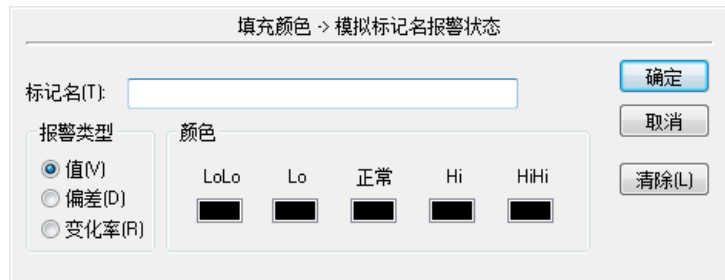 填充颜色 -> 模拟标记名报警状态
标记名(T):
确定
取消
清除(L)
报警类型
值(V)
偏差(D)
变化率(R)
颜色
LoLo Lo 正常 Hi HiHi